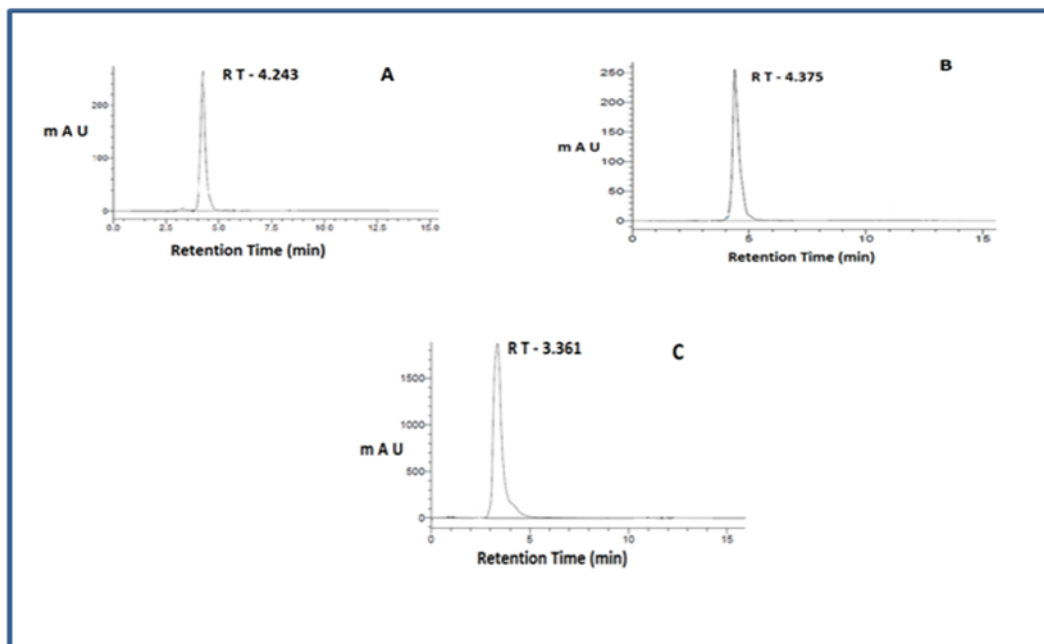 R T - 4.243
A
m A U
200
100
0
0.0 2.5 5.0 7.5 10.0 12.5 15.0
Retention Time (min)
R T - 4.375
B
m A U
250
200
150
100
50
0
0 5 10 15
Retention Time (min)
R T - 3.361
C
m A U
1500
1000
500
0
0 5 10 15
Retention Time (min)